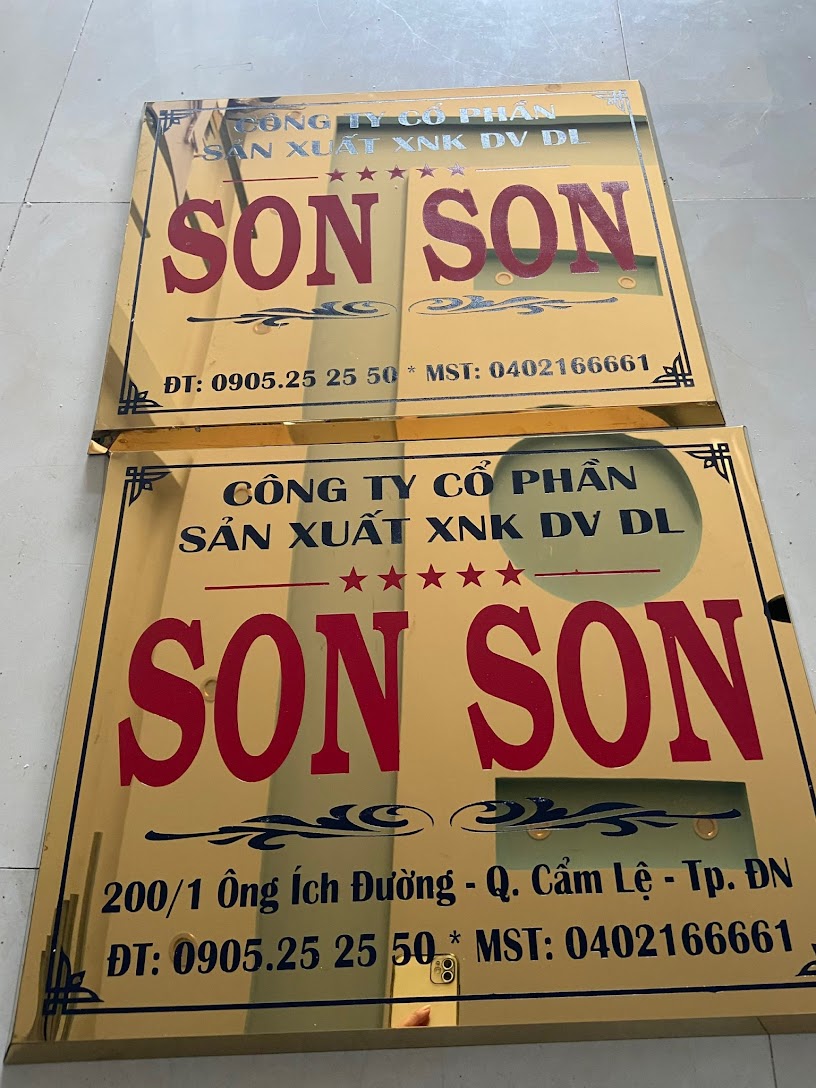 CÔNG TY CỔ PHẦN
SẢN XUẤT XNK DV DL
SON SON
ĐT: 0905.25 25 50 * MST: 0402166661
CÔNG TY CỔ PHẦN
SẢN XUẤT XNK DV DL
SON SON
200/1 Ông Ích Đường - Q. Cẩm Lệ - Tp. ĐN
ĐT: 0905.25 25 50 * MST: 0402166661